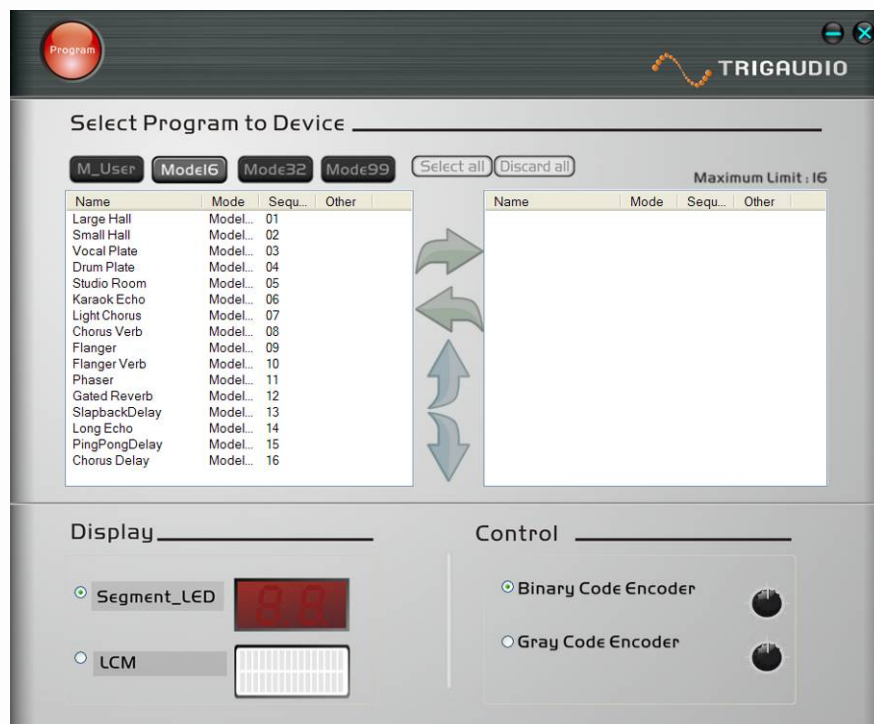 Program
TRIGAUDIO
Select Program to Device
M_User Mode16 Mode32 Mode99 Select all Discard all
Maximum Limit : 16
Name Mode Sequ... Other Name Mode Sequ... Other
Large Hall Model... 01
Small Hall Model... 02
Vocal Plate Model... 03
Drum Plate Model... 04
Studio Room Model... 05
Karaok Echo Model... 06
Light Chorus Model... 07
Chorus Verb Model... 08
Flanger Model... 09
Flanger Verb Model... 10
Phaser Model... 11
Gated Reverb Model... 12
SlapbackDelay Model... 13
Long Echo Model... 14
PingPongDelay Model... 15
Chorus Delay Model... 16
Display Control
Segment_LED 88 Binary Code Encoder
LCM Gray Code Encoder